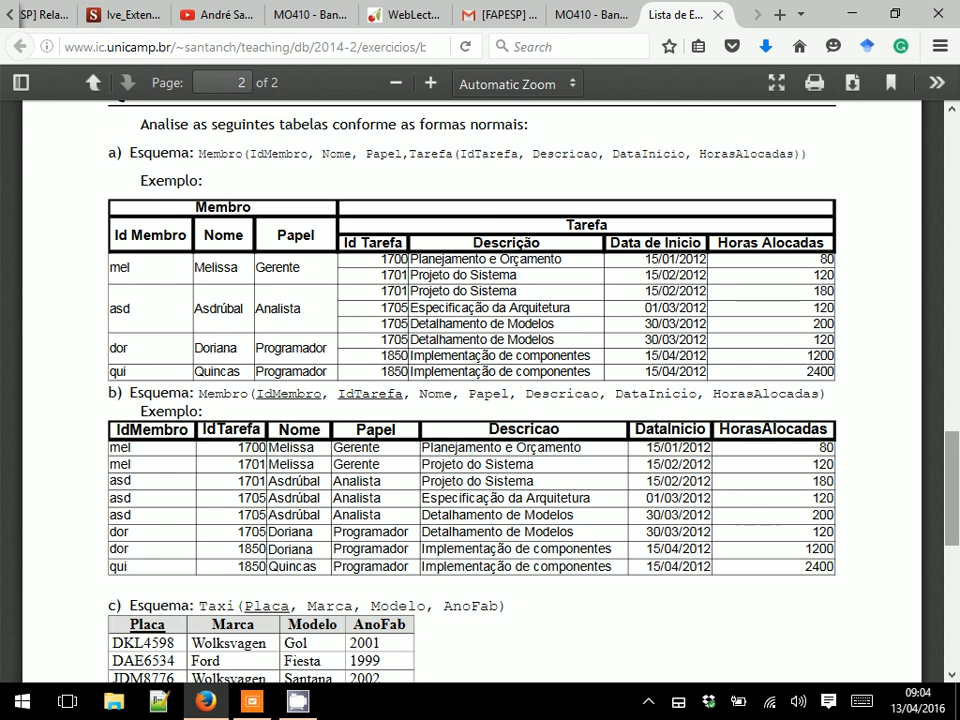 SP] Rela...
Ive_Exten...
André Sa...
MO410 - Ban...
WebLect...
[FAPESP] ...
MO410 - Ban...
Lista de E...
www.ic.unicamp.br/~santanch/teaching/db/2014-2/exercicios/b
Search
Page: 2 of 2
Automatic Zoom
Analise as seguintes tabelas conforme as formas normais:
a) Esquema: Membro(IdMembro, Nome, Papel,Tarefa(IdTarefa, Descricao, DataInicio, HorasAlocadas))
Exemplo:
Membro
Tarefa
Id Membro Nome Papel
Id Tarefa Descrição Data de Inicio Horas Alocadas
mel Melissa Gerente
1700 Planejamento e Orçamento 15/01/2012 80
1701 Projeto do Sistema 15/02/2012 120
asd Asdrúbal Analista
1701 Projeto do Sistema 15/02/2012 180
1705 Especificação da Arquitetura 01/03/2012 120
1705 Detalhamento de Modelos 30/03/2012 200
dor Doriana Programador
1705 Detalhamento de Modelos 30/03/2012 120
1850 Implementação de componentes 15/04/2012 1200
qui Quincas Programador 1850 Implementação de componentes 15/04/2012 2400
b) Esquema: Membro(IdMembro, IdTarefa, Nome, Papel, Descricao, DataInicio, HorasAlocadas)
Exemplo:
IdMembro IdTarefa Nome Papel Descricao DataInicio HorasAlocadas
mel 1700 Melissa Gerente Planejamento e Orçamento 15/01/2012 80
mel 1701 Melissa Gerente Projeto do Sistema 15/02/2012 120
asd 1701 Asdrúbal Analista Projeto do Sistema 15/02/2012 180
asd 1705 Asdrúbal Analista Especificação da Arquitetura 01/03/2012 120
asd 1705 Asdrúbal Analista Detalhamento de Modelos 30/03/2012 200
dor 1705 Doriana Programador Detalhamento de Modelos 30/03/2012 120
dor 1850 Doriana Programador Implementação de componentes 15/04/2012 1200
qui 1850 Quincas Programador Implementação de componentes 15/04/2012 2400
c) Esquema: Taxi(Placa, Marca, Modelo, AnoFab)
Placa Marca Modelo AnoFab
DKL4598 Wolksvagen Gol 2001
DAE6534 Ford Fiesta 1999
JDM8776 Wolksvagen Santana 2002
09:04
13/04/2016